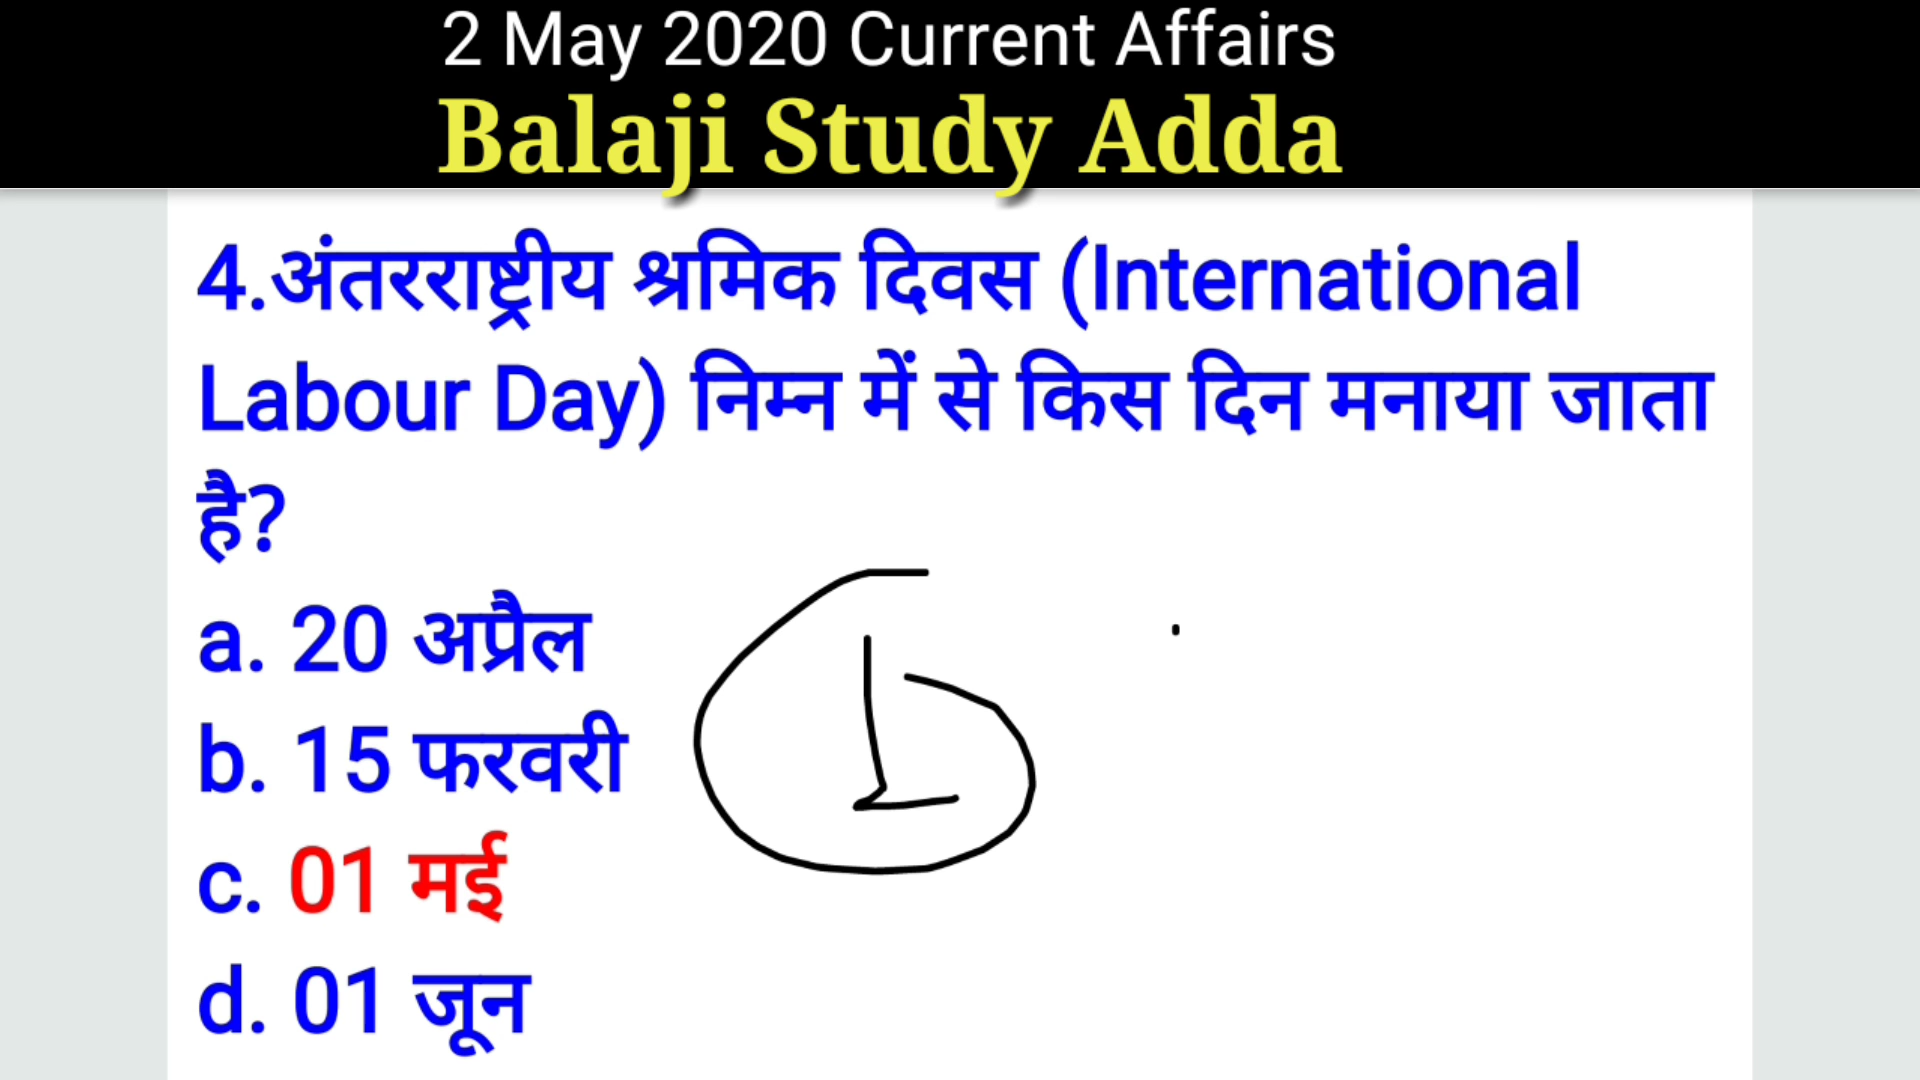 2 May 2020 Current Affairs
Balaji Study Adda
4.अंतरराष्ट्रीय श्रमिक दिवस (International
Labour Day) निम्न में से किस दिन मनाया जाता
है?
a. 20 अप्रैल
b. 15 फरवरी
1
c. 01 मई
d. 01 जून